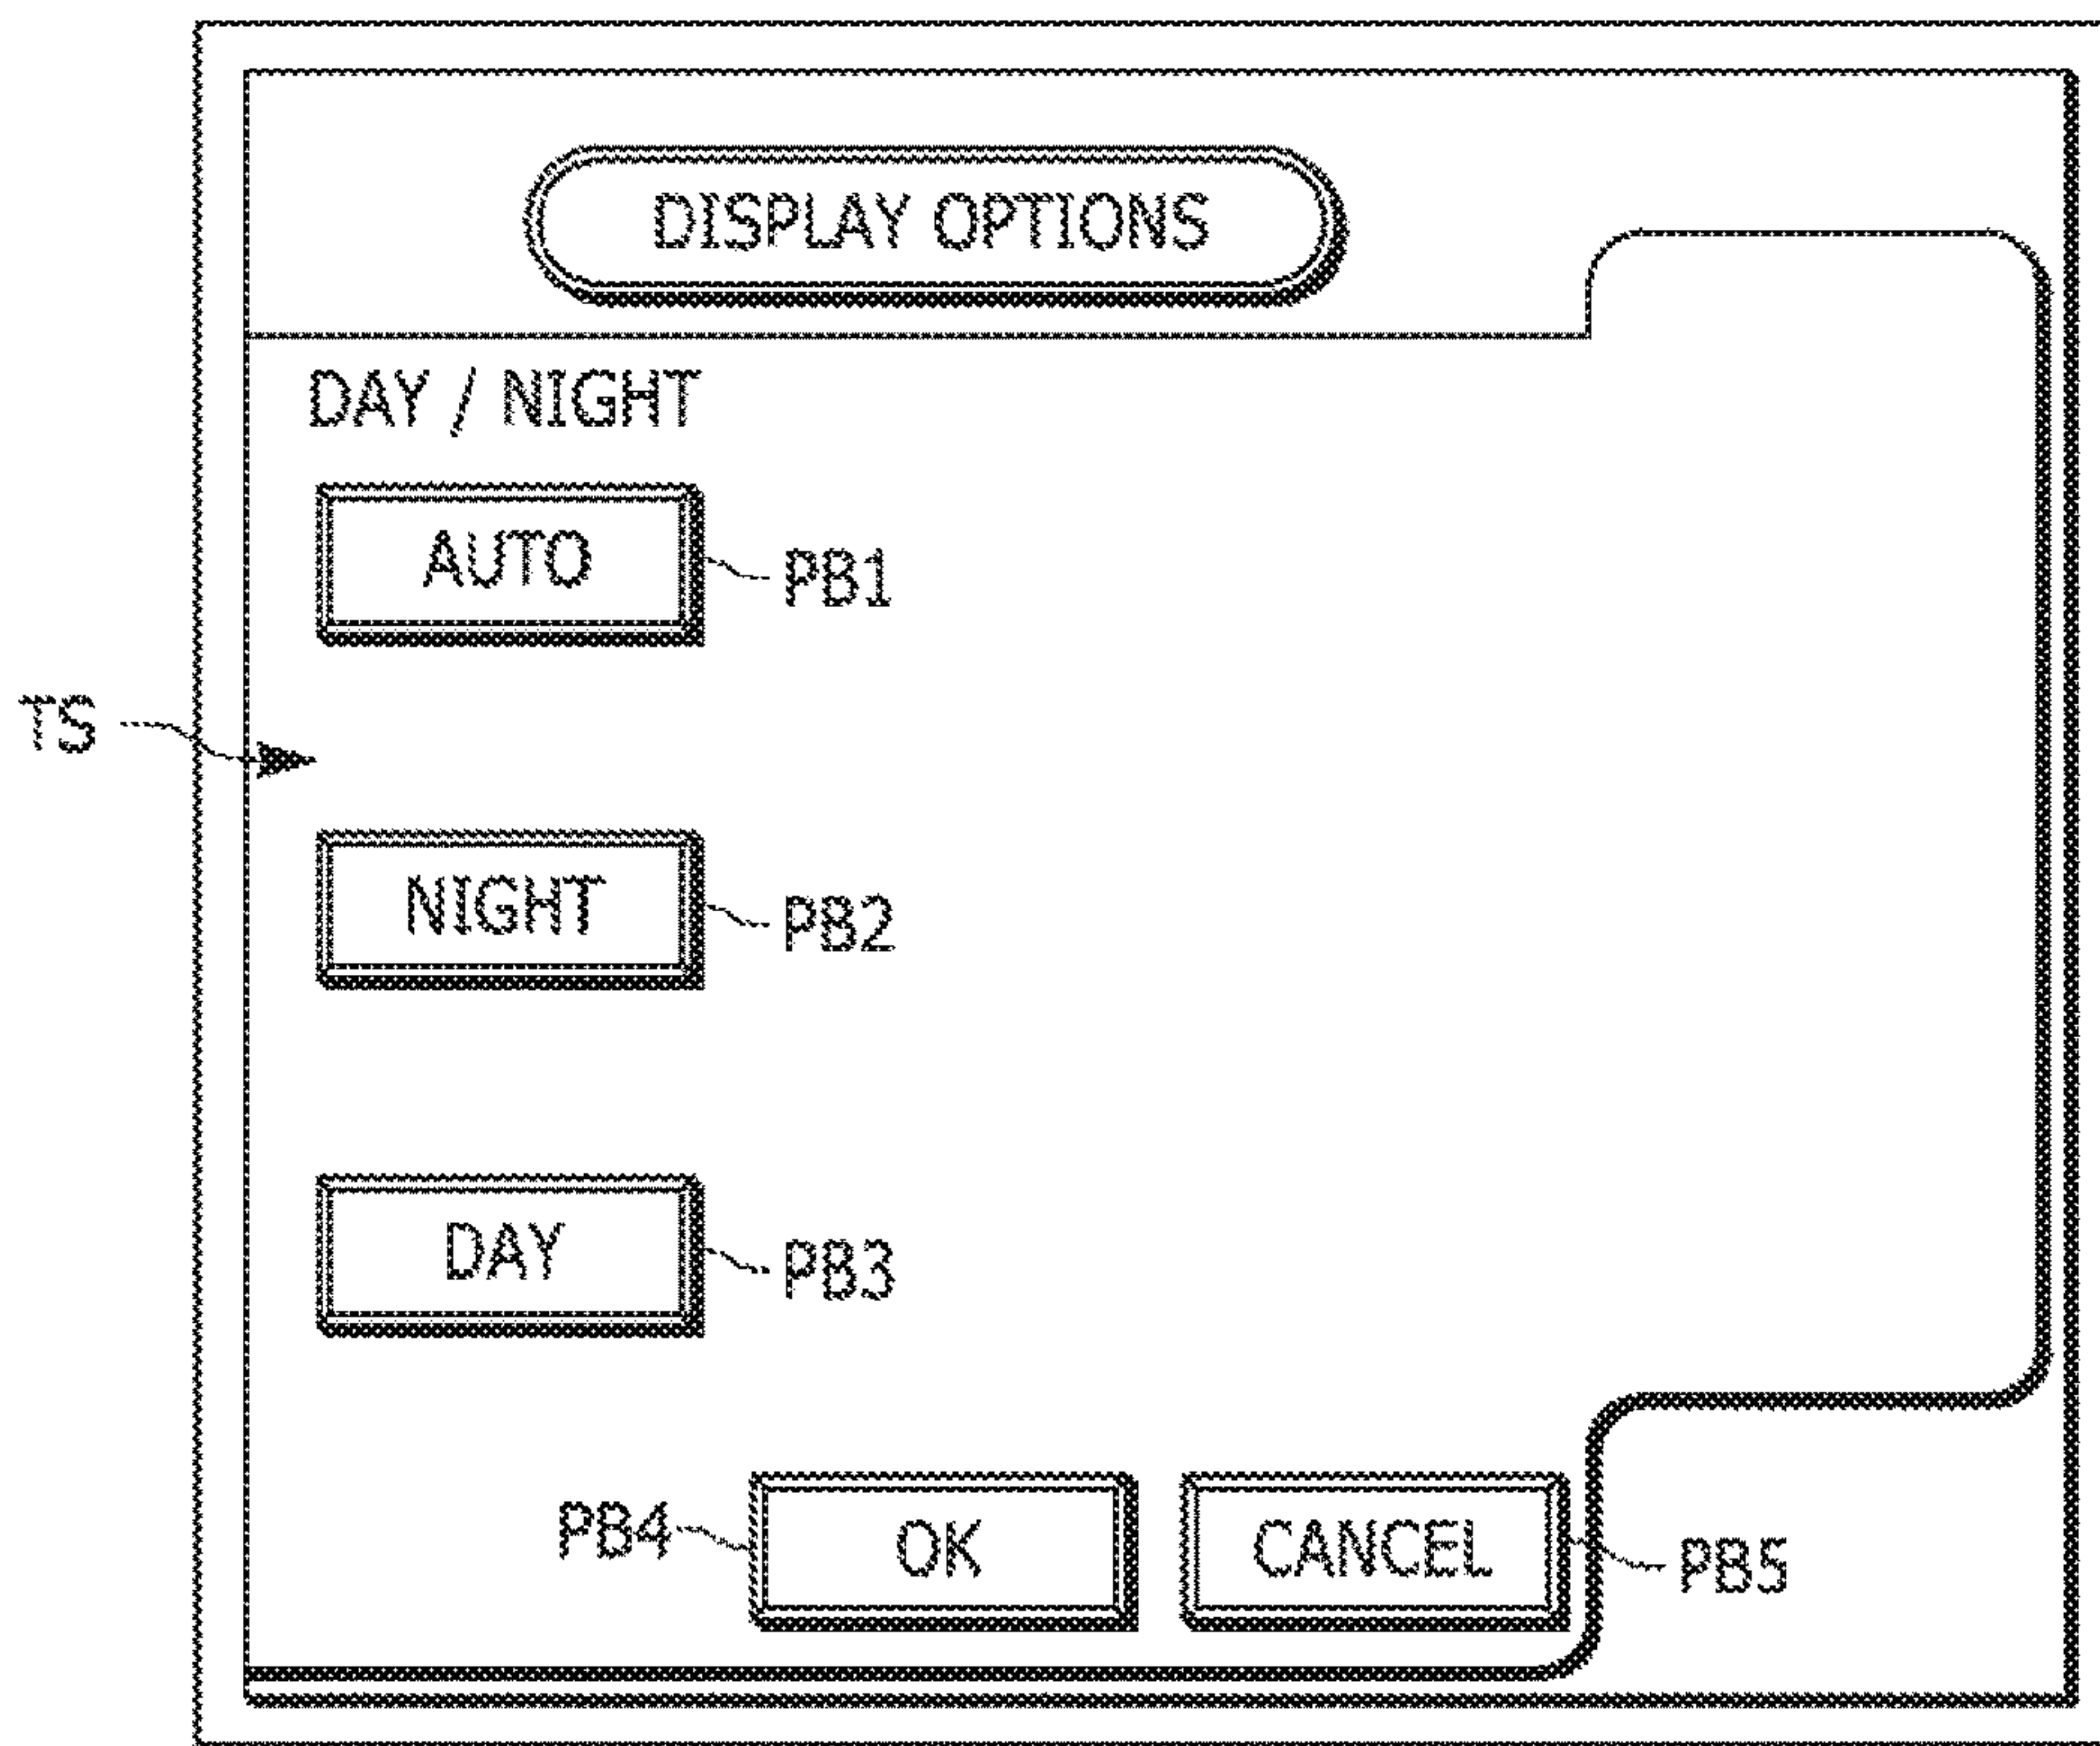 DISPLAY OPTIONS
DAY / NIGHT
AUTO
PB1
TS
NIGHT
PB2
DAY
PB3
PB4
OK
CANCEL
PB5